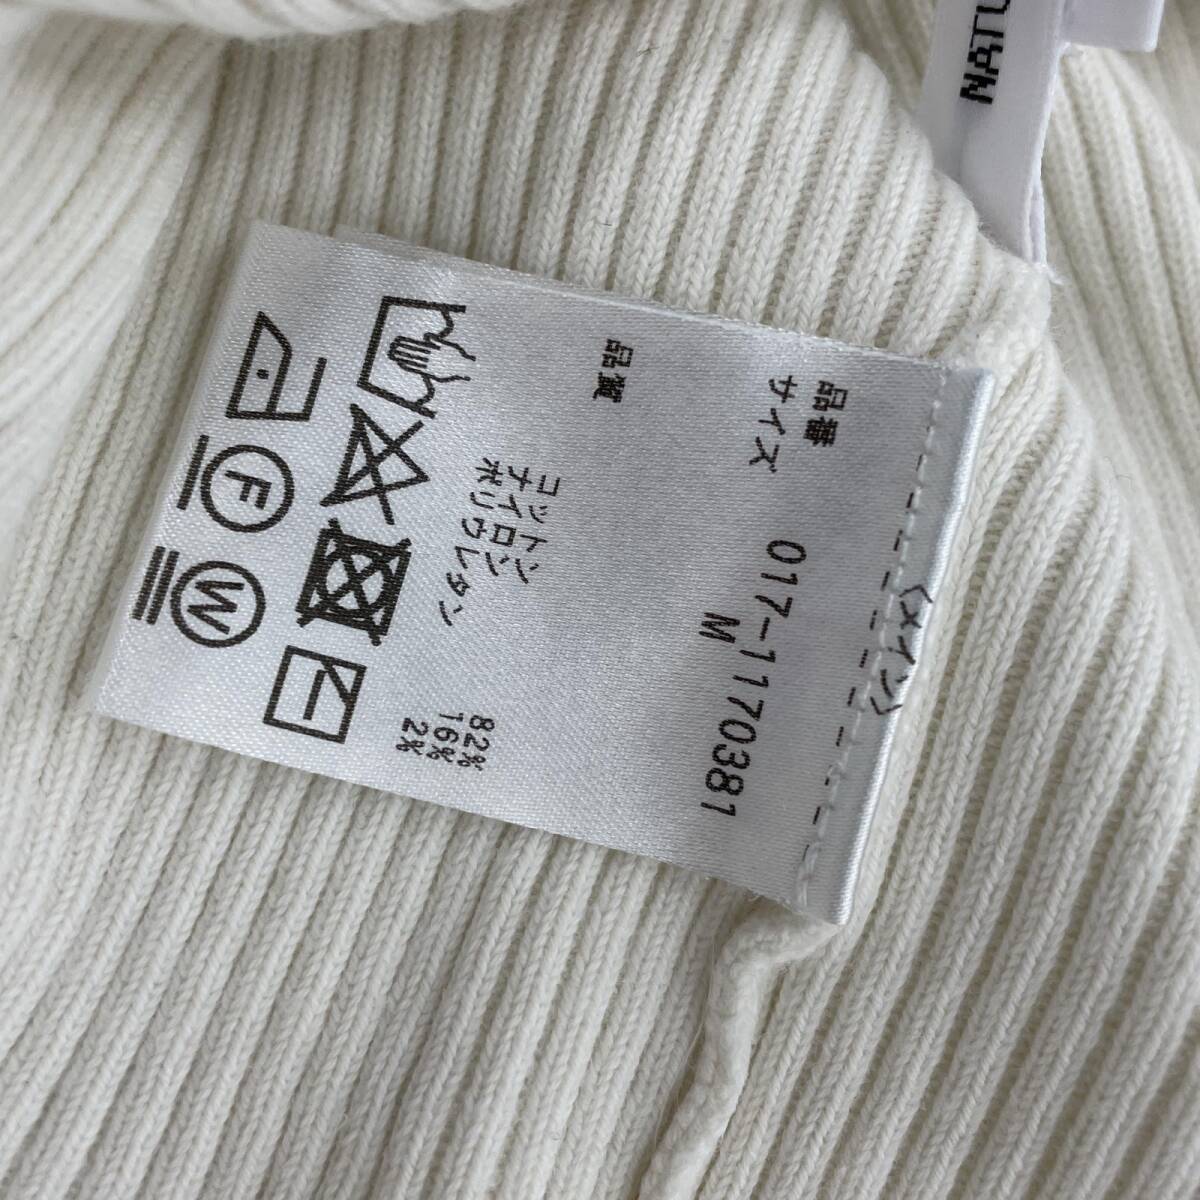 〈メイン〉
品番 017-1170381
サイズ M
品質
コットン 82%
ナイロン 16%
ポリウレタン 2%
F
W